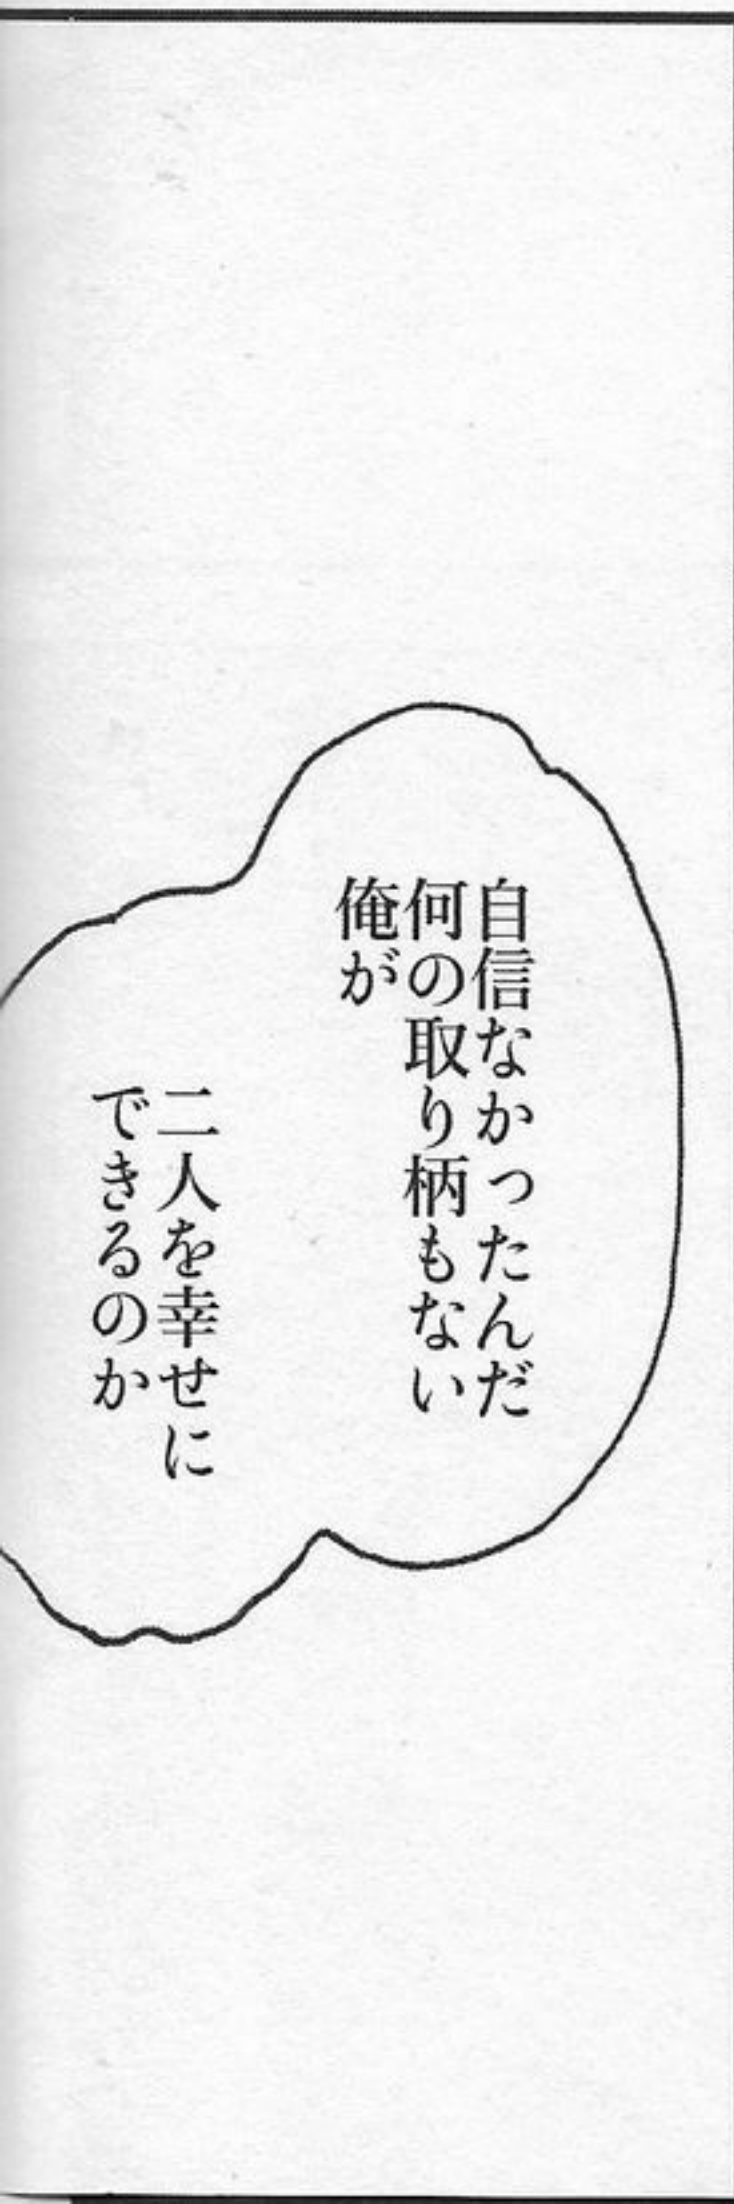 自信なかったんだ
何の取り柄もない
俺が
二人を幸せに
できるのか